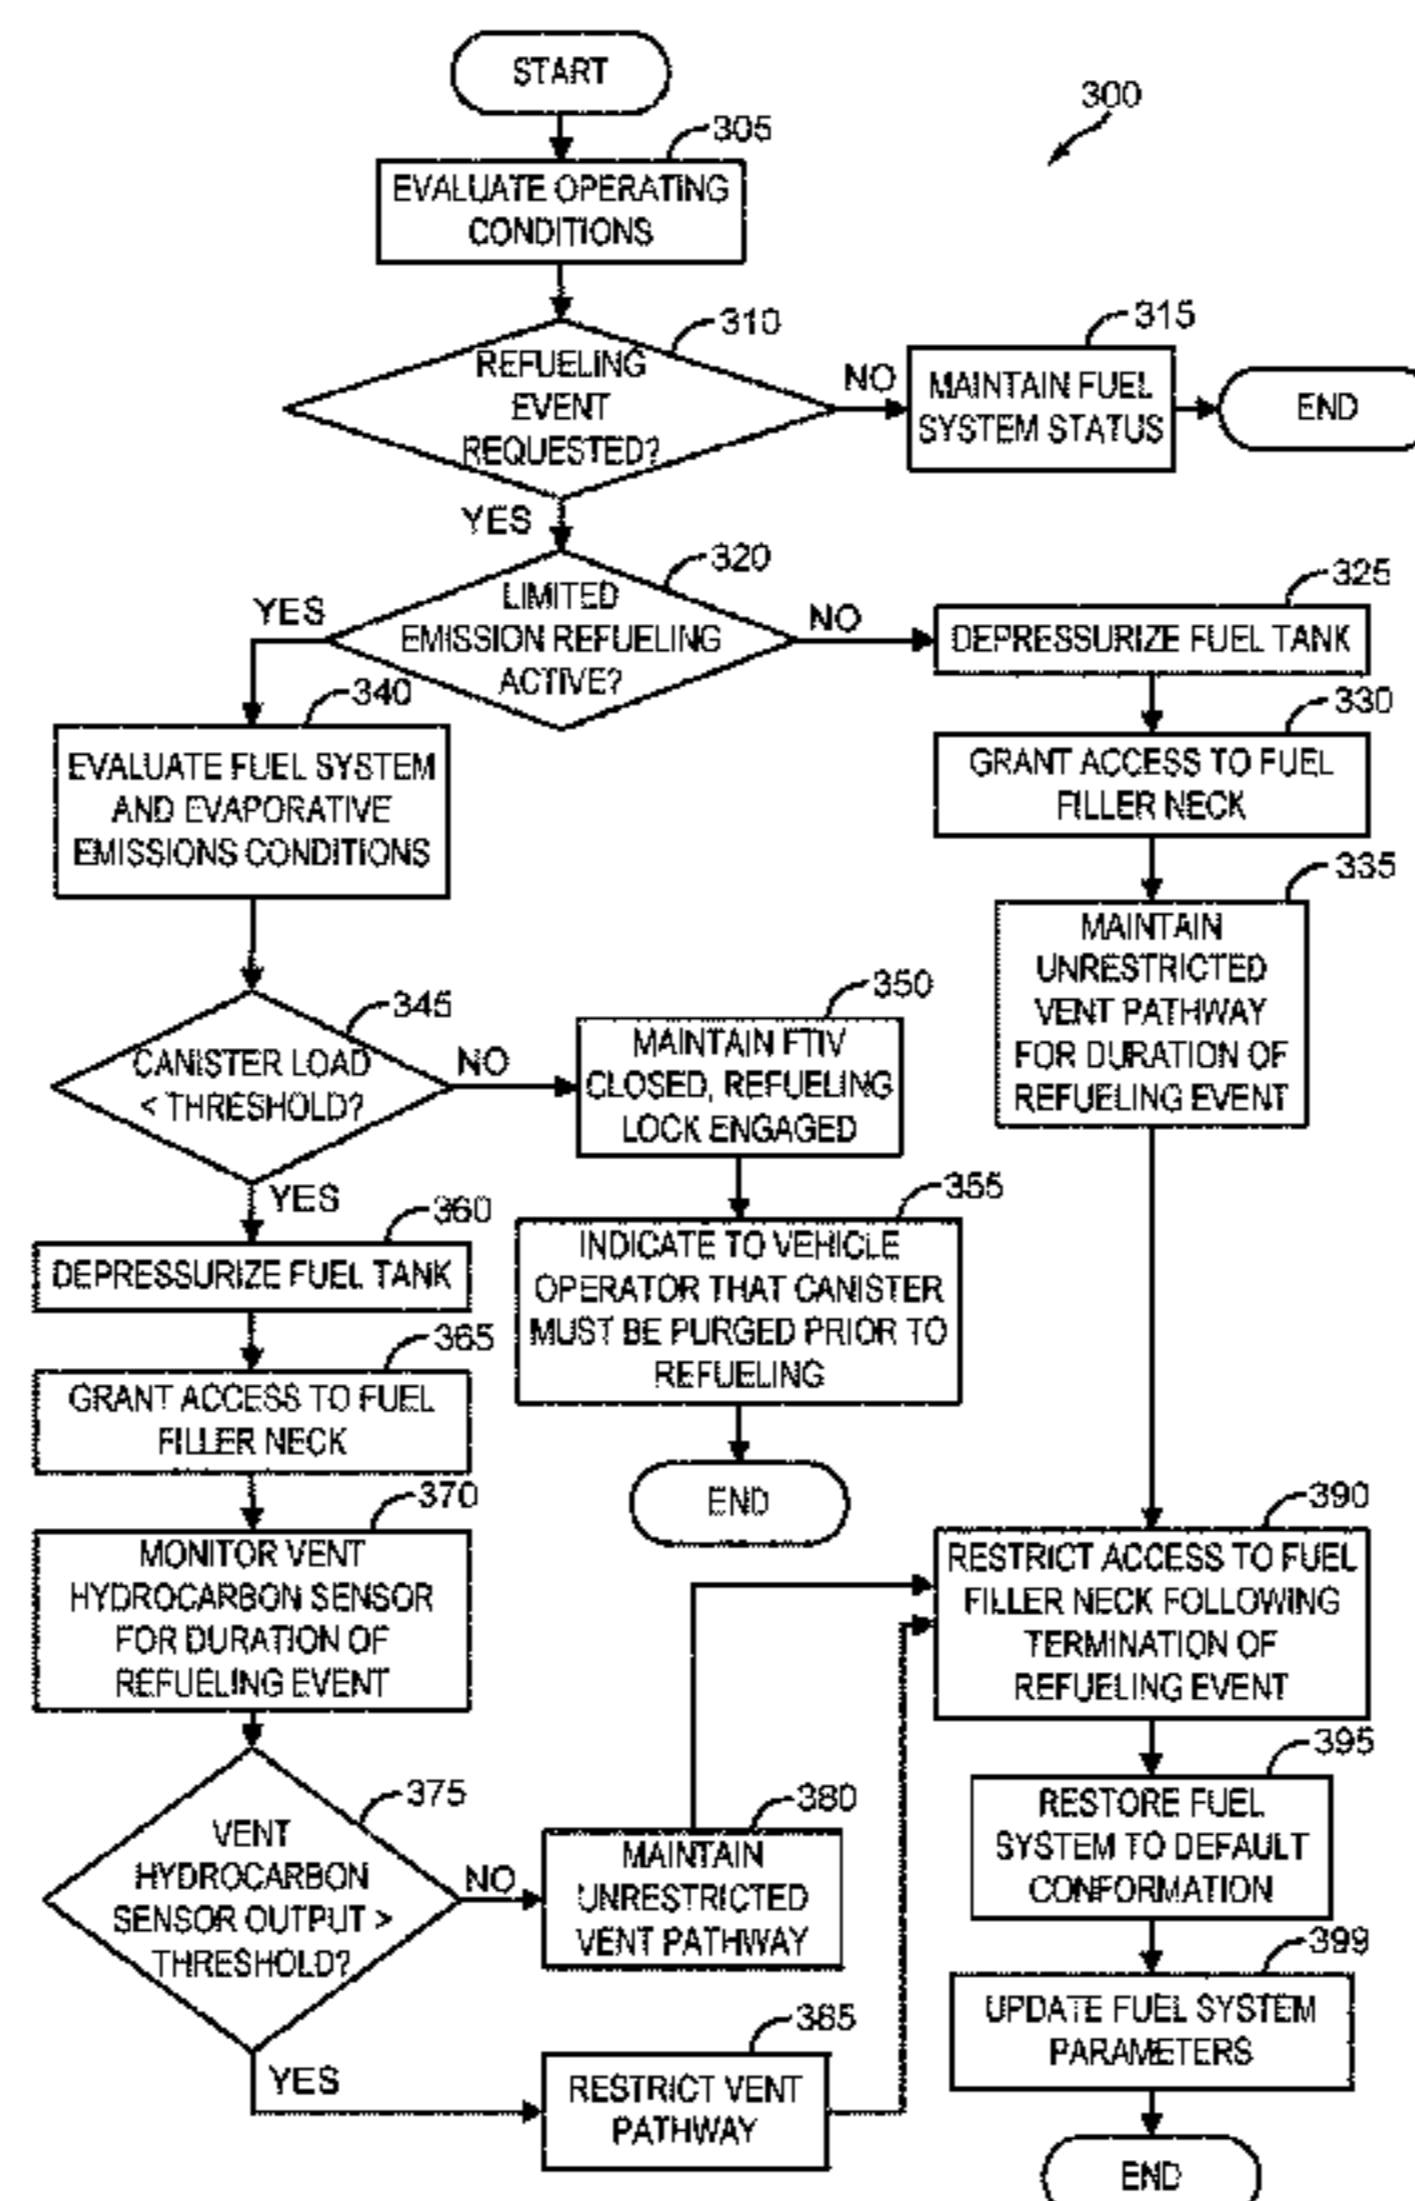 START
300
305
EVALUATE OPERATING
CONDITIONS
310
REFUELING
EVENT
REQUESTED?
NO
315
MAINTAIN FUEL
SYSTEM STATUS
END
YES
320
LIMITED
EMISSION REFUELING
ACTIVE?
YES
NO
325
DEPRESSURIZE FUEL TANK
330
GRANT ACCESS TO FUEL
FILLER NECK
335
MAINTAIN
UNRESTRICTED
VENT PATHWAY
FOR DURATION OF
REFUELING EVENT
340
EVALUATE FUEL SYSTEM
AND EVAPORATIVE
EMISSIONS CONDITIONS
345
CANISTER LOAD
< THRESHOLD?
NO
350
MAINTAIN FTIV
CLOSED, REFUELING
LOCK ENGAGED
355
INDICATE TO VEHICLE
OPERATOR THAT CANISTER
MUST BE PURGED PRIOR TO
REFUELING
END
YES
360
DEPRESSURIZE FUEL TANK
365
GRANT ACCESS TO FUEL
FILLER NECK
370
MONITOR VENT
HYDROCARBON SENSOR
FOR DURATION OF
REFUELING EVENT
375
VENT
HYDROCARBON
SENSOR OUTPUT >
THRESHOLD?
NO
380
MAINTAIN
UNRESTRICTED
VENT PATHWAY
YES
385
RESTRICT VENT
PATHWAY
390
RESTRICT ACCESS TO FUEL
FILLER NECK FOLLOWING
TERMINATION OF
REFUELING EVENT
395
RESTORE FUEL
SYSTEM TO DEFAULT
CONFORMATION
399
UPDATE FUEL SYSTEM
PARAMETERS
END